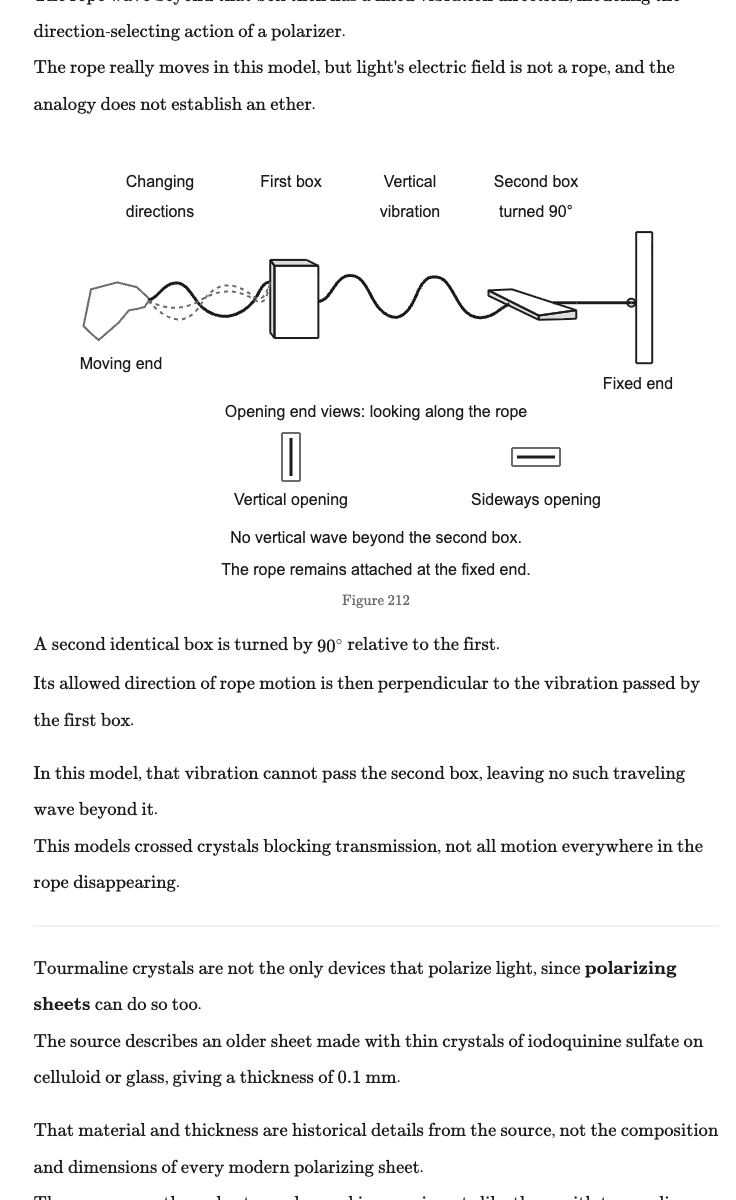 direction-selecting action of a polarizer.
The rope really moves in this model, but light's electric field is not a rope, and the
analogy does not establish an ether.
Changing
directions
First box
Vertical
vibration
Second box
turned 90°
Moving end
Fixed end
Opening end views: looking along the rope
Vertical opening
Sideways opening
No vertical wave beyond the second box.
The rope remains attached at the fixed end.
Figure 212
A second identical box is turned by 90° relative to the first.
Its allowed direction of rope motion is then perpendicular to the vibration passed by
the first box.
In this model, that vibration cannot pass the second box, leaving no such traveling
wave beyond it.
This models crossed crystals blocking transmission, not all motion everywhere in the
rope disappearing.
Tourmaline crystals are not the only devices that polarize light, since polarizing
sheets can do so too.
The source describes an older sheet made with thin crystals of iodoquinine sulfate on
celluloid or glass, giving a thickness of 0.1 mm.
That material and thickness are historical details from the source, not the composition
and dimensions of every modern polarizing sheet.